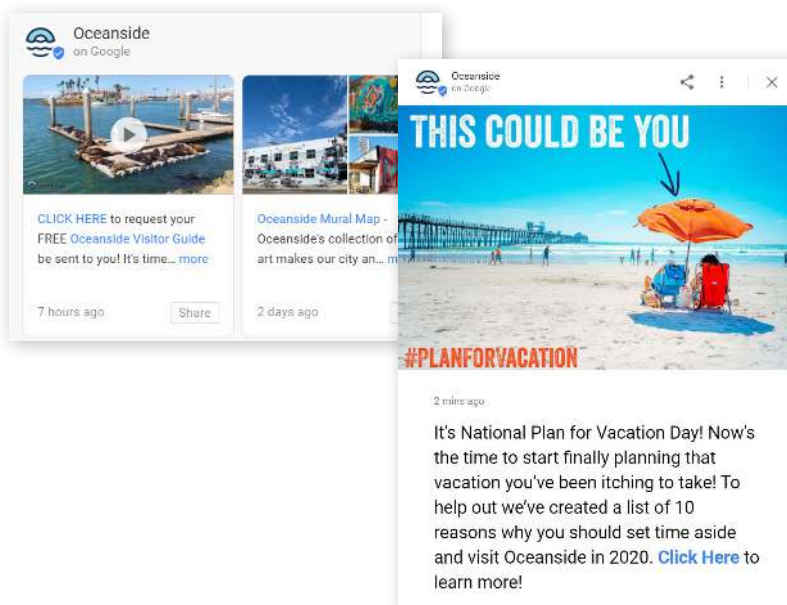 Oceanside
on Google
CLICK HERE to request your
FREE Oceanside Visitor Guide
be sent to you! It's time... more
7 hours ago
Share
Oceanside Mural Map -
Oceanside's collection of
art makes our city an...
2 days ago
Oceanside
on Google
THIS COULD BE YOU
#PLANFORVACATION
2 mins ago
It's National Plan for Vacation Day! Now's
the time to start finally planning that
vacation you've been itching to take! To
help out we've created a list of 10
reasons why you should set time aside
and visit Oceanside in 2020. Click Here to
learn more!